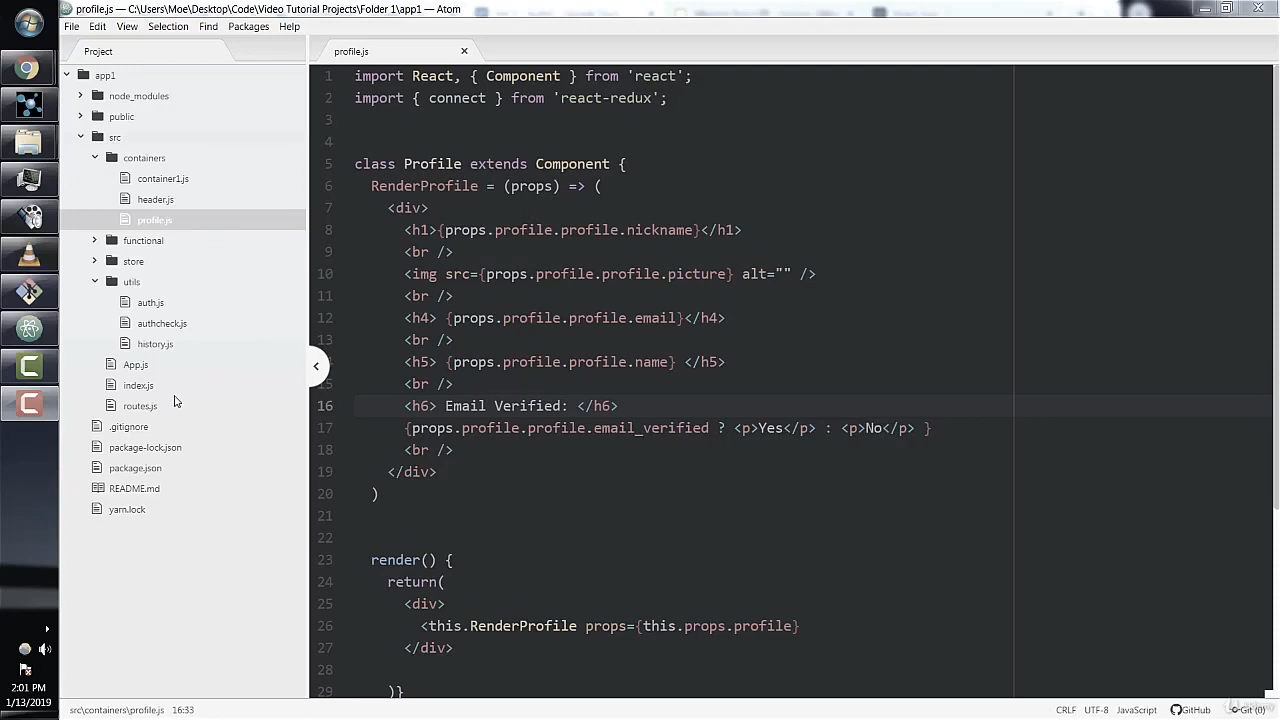 profile.js — C:\Users\Moe\Desktop\Code\Video Tutorial Projects\Folder 1\app1 — Atom
File Edit View Selection Find Packages Help
Project
app1
node_modules
public
src
containers
container1.js
header.js
profile.js
functional
store
utils
auth.js
authcheck.js
history.js
App.js
index.js
routes.js
.gitignore
package-lock.json
package.json
README.md
yarn.lock
profile.js
1 import React, { Component } from 'react';
2 import { connect } from 'react-redux';
3
4
5 class Profile extends Component {
6 RenderProfile = (props) => (
7 <div>
8 <h1>{props.profile.profile.nickname}</h1>
9 <br />
10 <img src={props.profile.profile.picture} alt="" />
11 <br />
12 <h4> {props.profile.profile.email}</h4>
13 <br />
<h5> {props.profile.profile.name} </h5>
15 <br />
16 <h6> Email Verified: </h6>
17 {props.profile.profile.email_verified ? <p>Yes</p> : <p>No</p> }
18 <br />
19 </div>
20 )
21
22
23 render() {
24 return(
25 <div>
26 <this.RenderProfile props={this.props.profile}
27 </div>
28
29 )}
2:01 PM
1/13/2019
src\containers\profile.js 16:33
CRLF UTF-8 JavaScript GitHub Git (0)